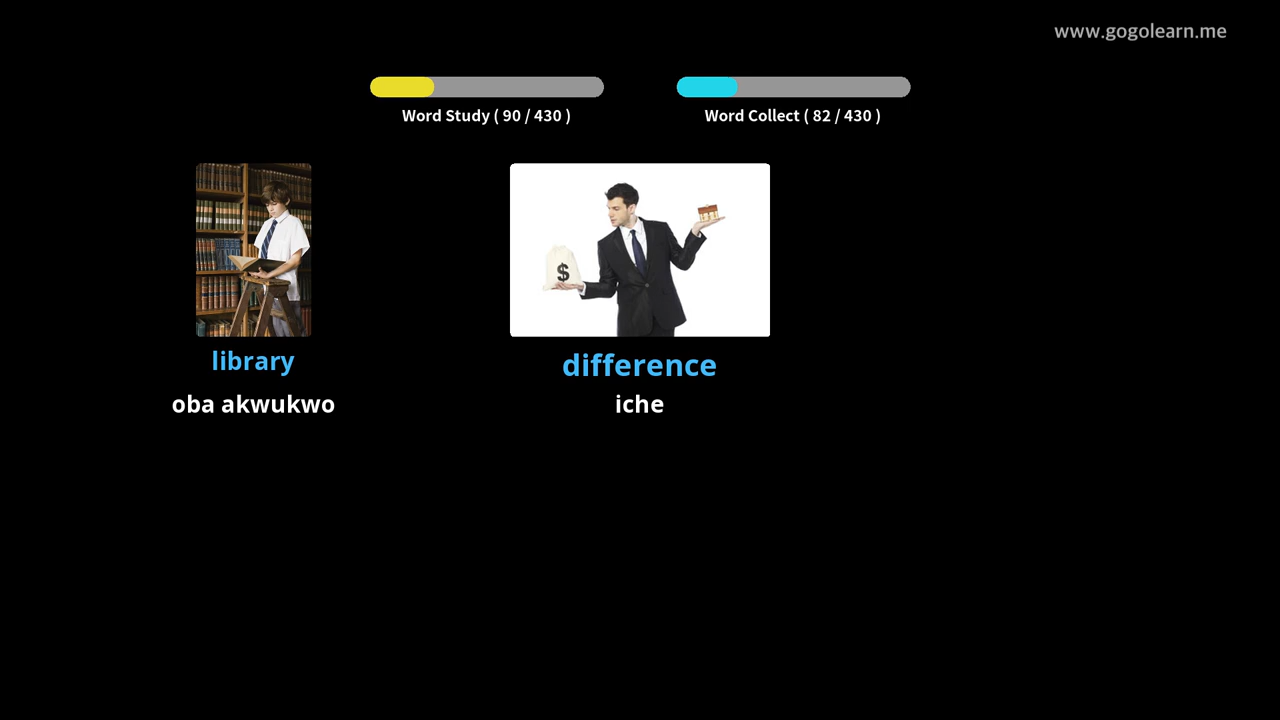 www.gogolearn.me
Word Study ( 90 / 430 )
Word Collect ( 82 / 430 )
$
library
difference
oba akwukwo
iche